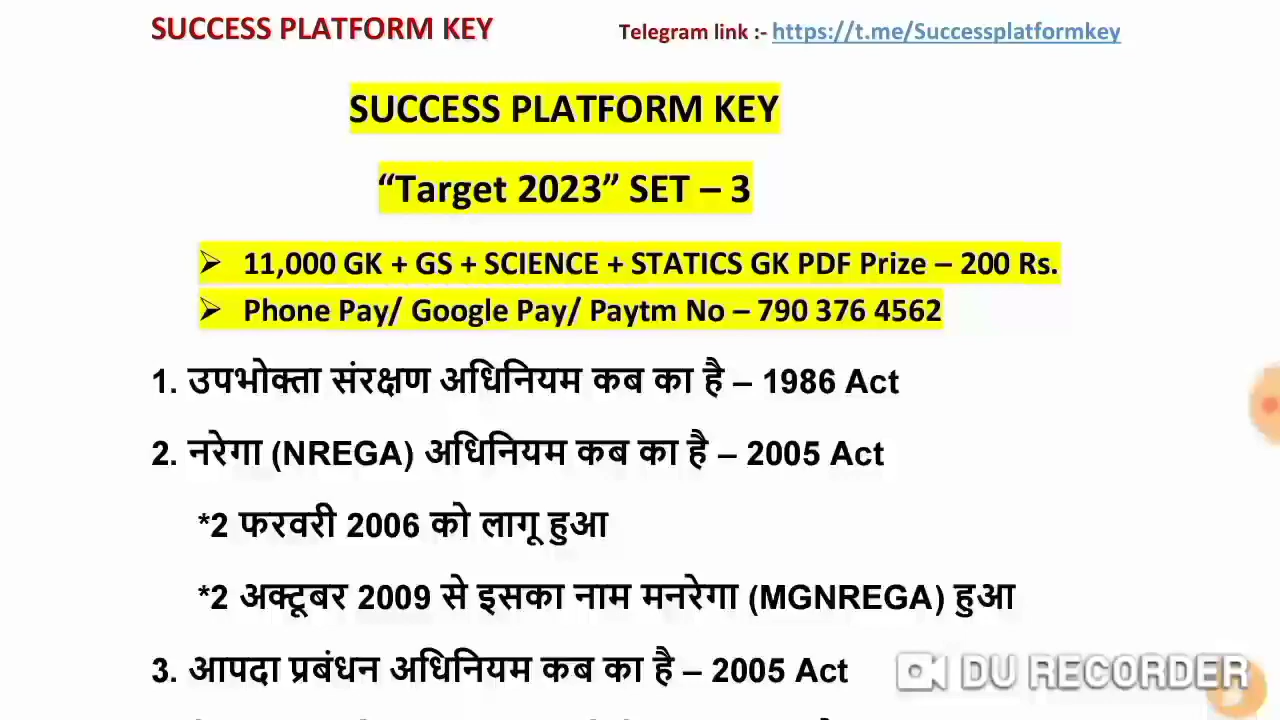 SUCCESS PLATFORM KEY Telegram link :- https://t.me/Successplatformkey
SUCCESS PLATFORM KEY
“Target 2023” SET – 3
➢ 11,000 GK + GS + SCIENCE + STATICS GK PDF Prize – 200 Rs.
➢ Phone Pay/ Google Pay/ Paytm No – 790 376 4562
1. उपभोक्ता संरक्षण अधिनियम कब का है – 1986 Act
2. नरेगा (NREGA) अधिनियम कब का है – 2005 Act
*2 फरवरी 2006 को लागू हुआ
*2 अक्टूबर 2009 से इसका नाम मनरेगा (MGNREGA) हुआ
3. आपदा प्रबंधन अधिनियम कब का है – 2005 Act
DU RECORDER